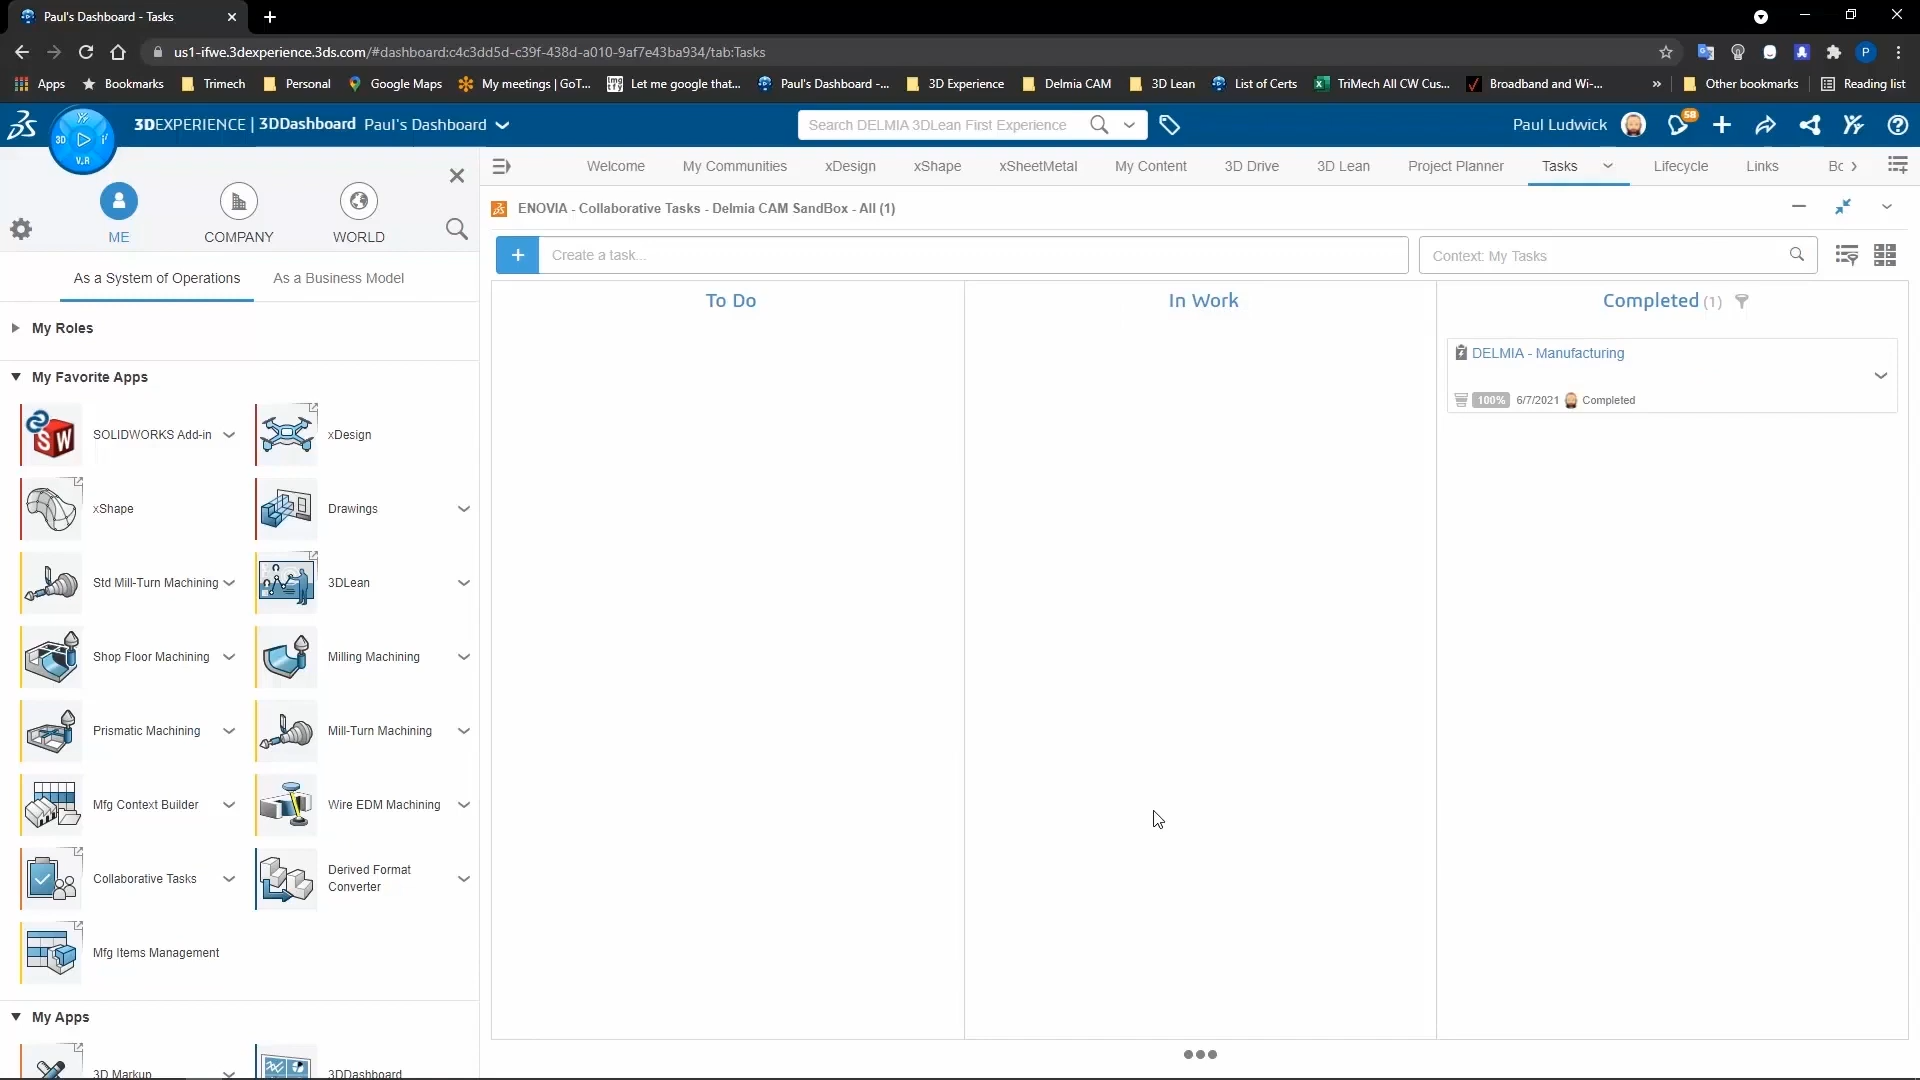 Paul's Dashboard - Tasks
us1-ifwe.3dexperience.3ds.com/#dashboard:c4c3dd5d-c39f-438d-a010-9af7e43ba934/tab:Tasks
P
Apps Bookmarks Trimech Personal Google Maps My meetings | GoT... Let me google that... Paul's Dashboard -... 3D Experience Delmia CAM 3D Lean List of Certs TriMech All CW Cus... Broadband and Wi-... » Other bookmarks Reading list
3DEXPERIENCE | 3DDashboard Paul's Dashboard Search DELMIA 3DLean First Experience Paul Ludwick 58
3D V.R
Welcome My Communities xDesign xShape xSheetMetal My Content 3D Drive 3D Lean Project Planner Tasks Lifecycle Links Bc
ME COMPANY WORLD
ENOVIA - Collaborative Tasks - Delmia CAM SandBox - All (1)
As a System of Operations As a Business Model
Create a task... Context: My Tasks
To Do In Work Completed (1)
DELMIA - Manufacturing
100% 6/7/2021 Completed
My Roles
My Favorite Apps
SOLIDWORKS Add-in xDesign
xShape Drawings
Std Mill-Turn Machining 3DLean
Shop Floor Machining Milling Machining
Prismatic Machining Mill-Turn Machining
Mfg Context Builder Wire EDM Machining
Collaborative Tasks Derived Format
Converter
Mfg Items Management
My Apps
3D Markup 3DDashboard